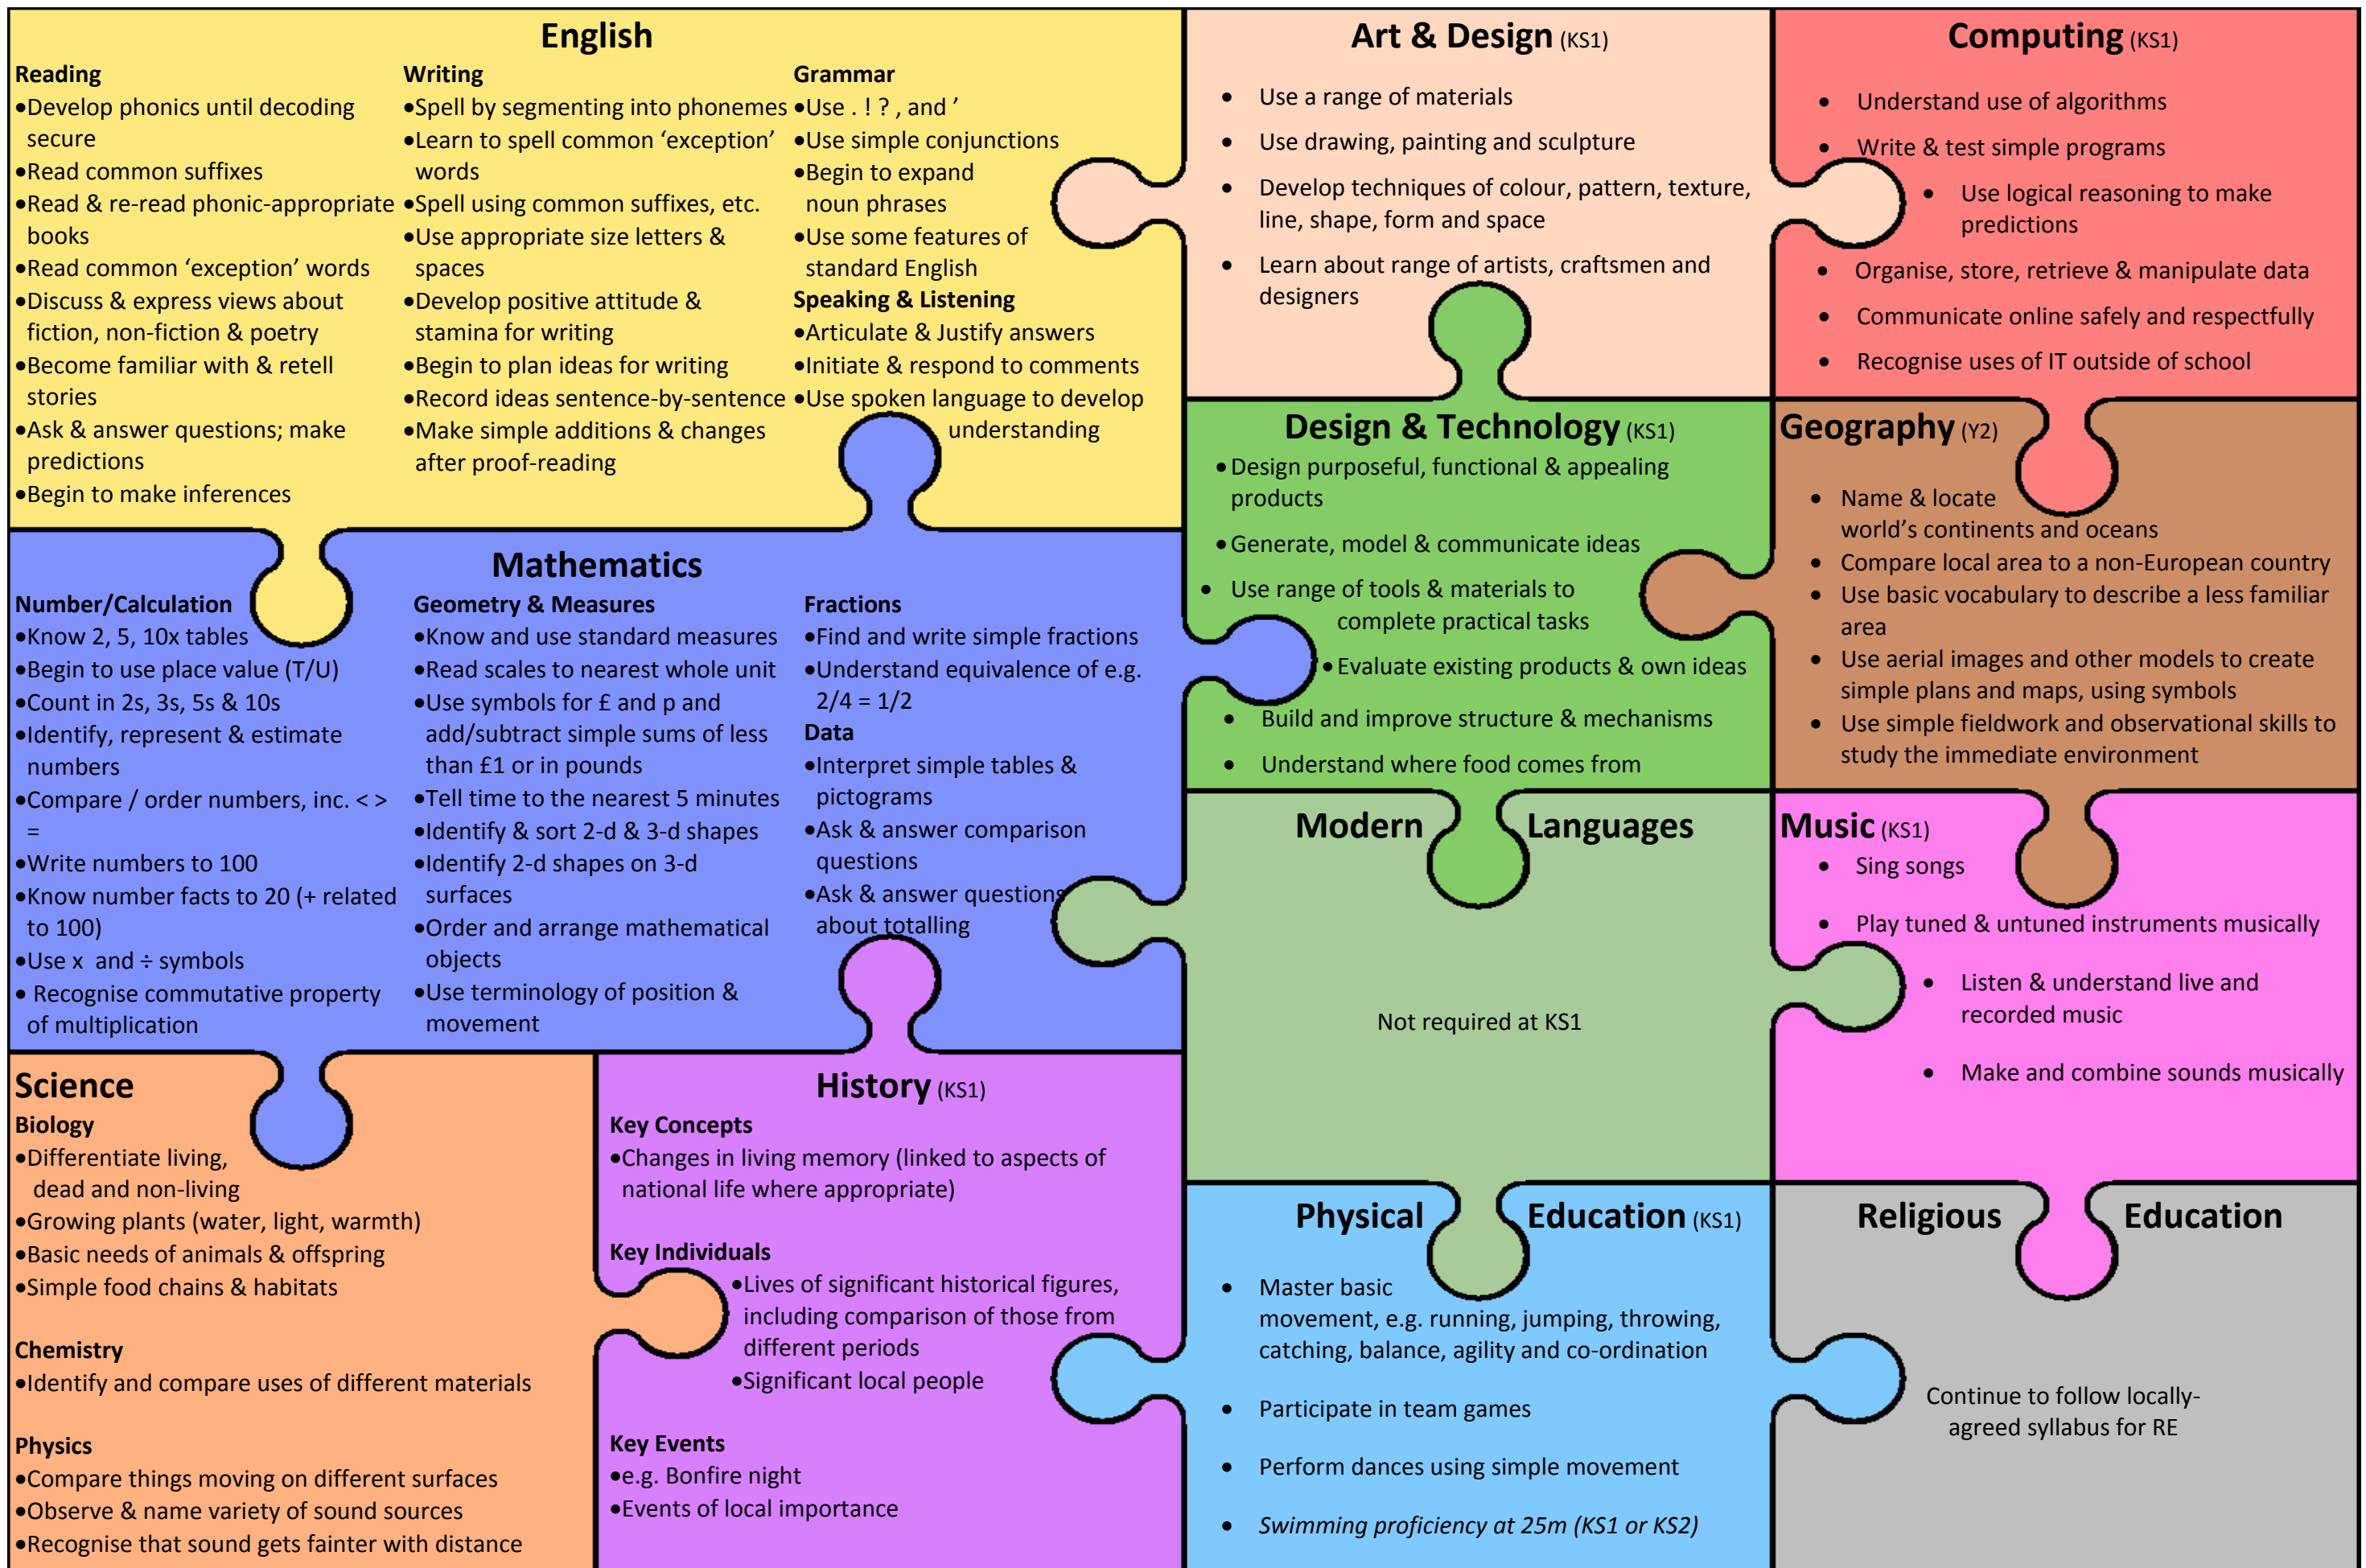 English
Reading
•Develop phonics until decoding
secure
•Read common suffixes
•Read & re-read phonic-appropriate
books
•Read common ‘exception’ words
•Discuss & express views about
fiction, non-fiction & poetry
•Become familiar with & retell
stories
•Ask & answer questions; make
predictions
•Begin to make inferences
Writing
•Spell by segmenting into phonemes
•Learn to spell common ‘exception’
words
•Spell using common suffixes, etc.
•Use appropriate size letters &
spaces
•Develop positive attitude &
stamina for writing
•Begin to plan ideas for writing
•Record ideas sentence-by-sentence
•Make simple additions & changes
after proof-reading
Grammar
•Use . ! ? , and ’
•Use simple conjunctions
•Begin to expand
noun phrases
•Use some features of
standard English
Speaking & Listening
•Articulate & Justify answers
•Initiate & respond to comments
•Use spoken language to develop
understanding
Art & Design (KS1)
• Use a range of materials
• Use drawing, painting and sculpture
• Develop techniques of colour, pattern, texture,
line, shape, form and space
• Learn about range of artists, craftsmen and
designers
Computing (KS1)
• Understand use of algorithms
• Write & test simple programs
• Use logical reasoning to make
predictions
• Organise, store, retrieve & manipulate data
• Communicate online safely and respectfully
• Recognise uses of IT outside of school
Mathematics
Number/Calculation
•Know 2, 5, 10x tables
•Begin to use place value (T/U)
•Count in 2s, 3s, 5s & 10s
•Identify, represent & estimate
numbers
•Compare / order numbers, inc. < >
=
•Write numbers to 100
•Know number facts to 20 (+ related
to 100)
•Use x and ÷ symbols
• Recognise commutative property
of multiplication
Geometry & Measures
•Know and use standard measures
•Read scales to nearest whole unit
•Use symbols for £ and p and
add/subtract simple sums of less
than £1 or in pounds
•Tell time to the nearest 5 minutes
•Identify & sort 2-d & 3-d shapes
•Identify 2-d shapes on 3-d
surfaces
•Order and arrange mathematical
objects
•Use terminology of position &
movement
Fractions
•Find and write simple fractions
•Understand equivalence of e.g.
2/4 = 1/2
Data
•Interpret simple tables &
pictograms
•Ask & answer comparison
questions
•Ask & answer questions
about totalling
Design & Technology (KS1)
• Design purposeful, functional & appealing
products
• Generate, model & communicate ideas
• Use range of tools & materials to
complete practical tasks
• Evaluate existing products & own ideas
• Build and improve structure & mechanisms
• Understand where food comes from
Geography (Y2)
• Name & locate
world’s continents and oceans
• Compare local area to a non-European country
• Use basic vocabulary to describe a less familiar
area
• Use aerial images and other models to create
simple plans and maps, using symbols
• Use simple fieldwork and observational skills to
study the immediate environment
Modern Languages
Not required at KS1
Music (KS1)
• Sing songs
• Play tuned & untuned instruments musically
• Listen & understand live and
recorded music
• Make and combine sounds musically
Science
Biology
•Differentiate living,
dead and non-living
•Growing plants (water, light, warmth)
•Basic needs of animals & offspring
•Simple food chains & habitats
Chemistry
•Identify and compare uses of different materials
Physics
•Compare things moving on different surfaces
•Observe & name variety of sound sources
•Recognise that sound gets fainter with distance
History (KS1)
Key Concepts
•Changes in living memory (linked to aspects of
national life where appropriate)
Key Individuals
•Lives of significant historical figures,
including comparison of those from
different periods
•Significant local people
Key Events
•e.g. Bonfire night
•Events of local importance
Physical Education (KS1)
• Master basic
movement, e.g. running, jumping, throwing,
catching, balance, agility and co-ordination
• Participate in team games
• Perform dances using simple movement
• Swimming proficiency at 25m (KS1 or KS2)
Religious Education
Continue to follow locally-
agreed syllabus for RE